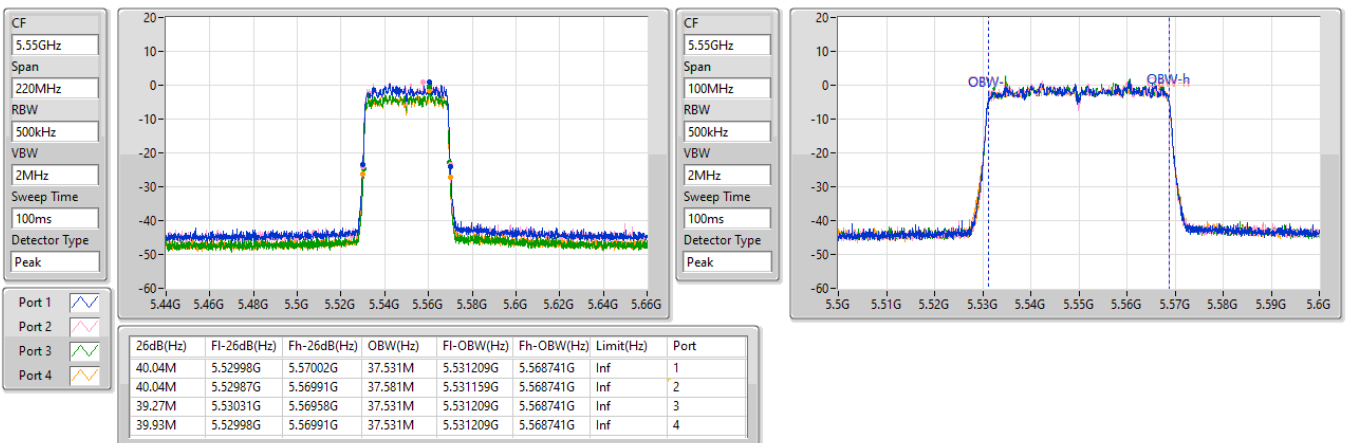 CF
5.55GHz
Span
220MHz
RBW
500kHz
VBW
2MHz
Sweep Time
100ms
Detector Type
Peak
20
10
0
-10
-20
-30
-40
-50
-60
5.44G 5.46G 5.48G 5.5G 5.52G 5.54G 5.56G 5.58G 5.6G 5.62G 5.64G 5.66G
CF
5.55GHz
Span
100MHz
RBW
500kHz
VBW
2MHz
Sweep Time
100ms
Detector Type
Peak
20
10
0
-10
-20
-30
-40
-50
-60
OBW-
OBW-h
5.5G 5.51G 5.52G 5.53G 5.54G 5.55G 5.56G 5.57G 5.58G 5.59G 5.6G
Port 1
Port 2
Port 3
Port 4
26dB(Hz) Fl-26dB(Hz) Fh-26dB(Hz) OBW(Hz) Fl-OBW(Hz) Fh-OBW(Hz) Limit(Hz) Port
40.04M 5.52998G 5.57002G 37.531M 5.531209G 5.568741G Inf 1
40.04M 5.52987G 5.56991G 37.581M 5.531159G 5.568741G Inf 2
39.27M 5.53031G 5.56958G 37.531M 5.531209G 5.568741G Inf 3
39.93M 5.52998G 5.56991G 37.531M 5.531209G 5.568741G Inf 4